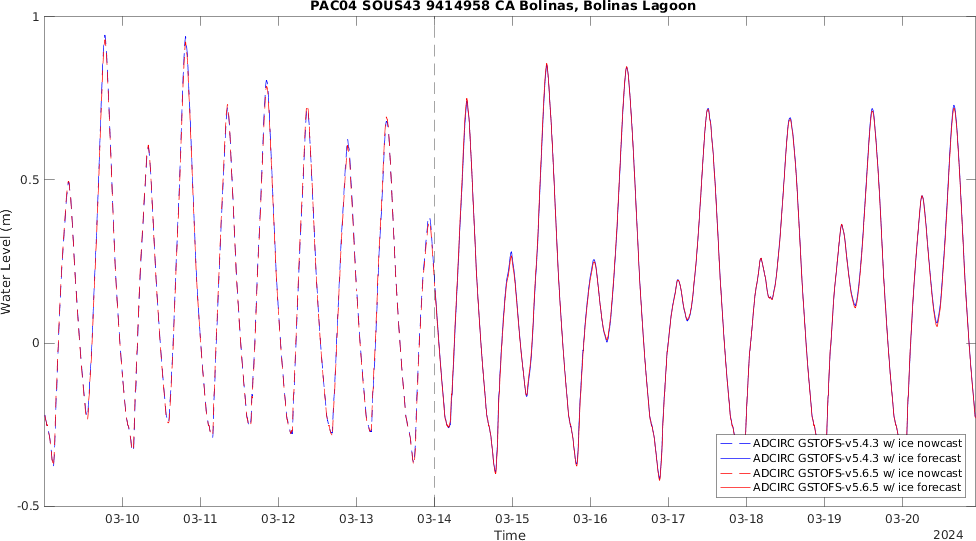 PAC04 SOUS43 9414958 CA Bolinas, Bolinas Lagoon
1
0.5
0
-0.5
Water Level (m)
ADCIRC GSTOFS-v5.4.3 w/ ice nowcast
ADCIRC GSTOFS-v5.4.3 w/ ice forecast
ADCIRC GSTOFS-v5.6.5 w/ ice nowcast
ADCIRC GSTOFS-v5.6.5 w/ ice forecast
03-10 03-11 03-12 03-13 03-14 03-15 03-16 03-17 03-18 03-19 03-20
Time
2024